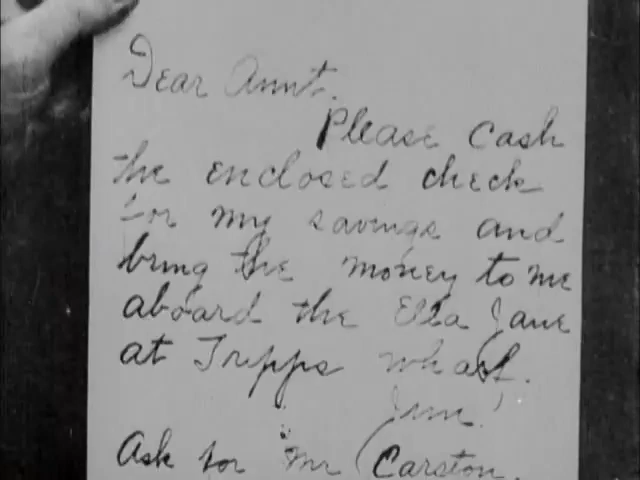 Dear Aunt.
Please cash
the enclosed check
for my savings and
bring the money to me
aboard the Ella Jane
at Tripps wharf.
Jim.
Ask for Mr Carston.